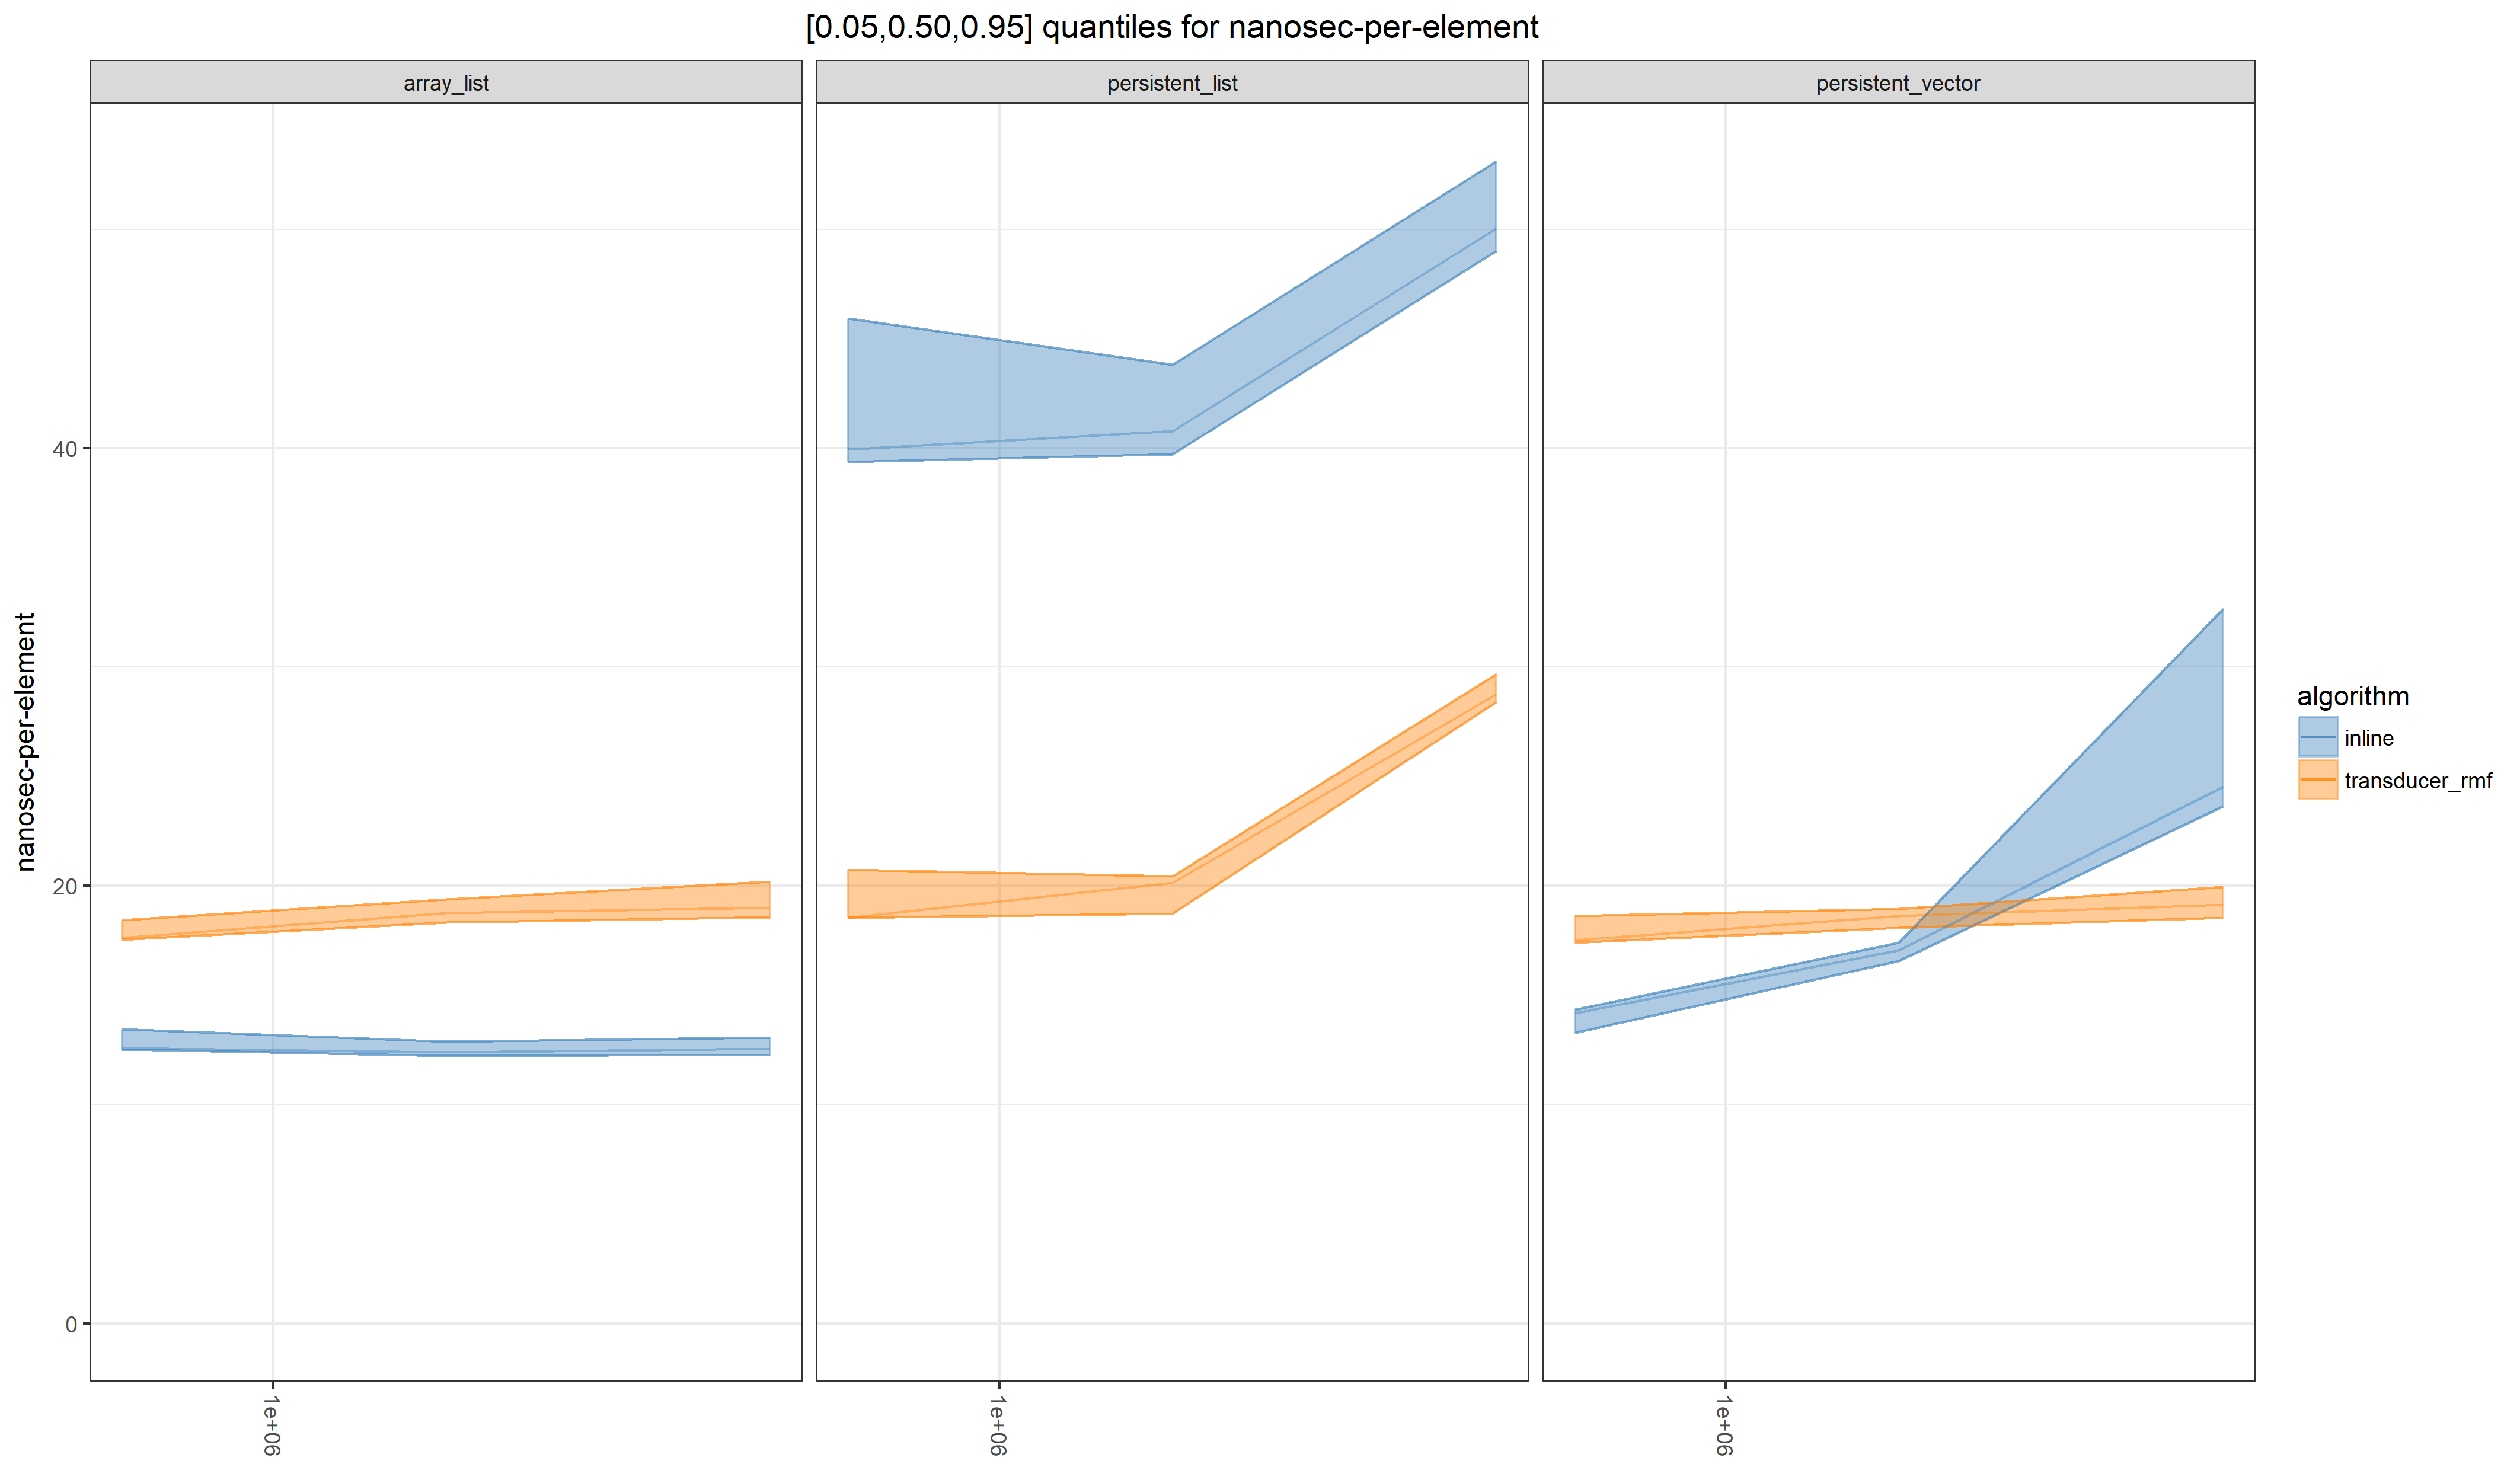 [0.05,0.50,0.95] quantiles for nanosec-per-element
array_list
persistent_list
persistent_vector
nanosec-per-element
40
20
0
1e+06
1e+06
1e+06
algorithm
inline
transducer_rmf